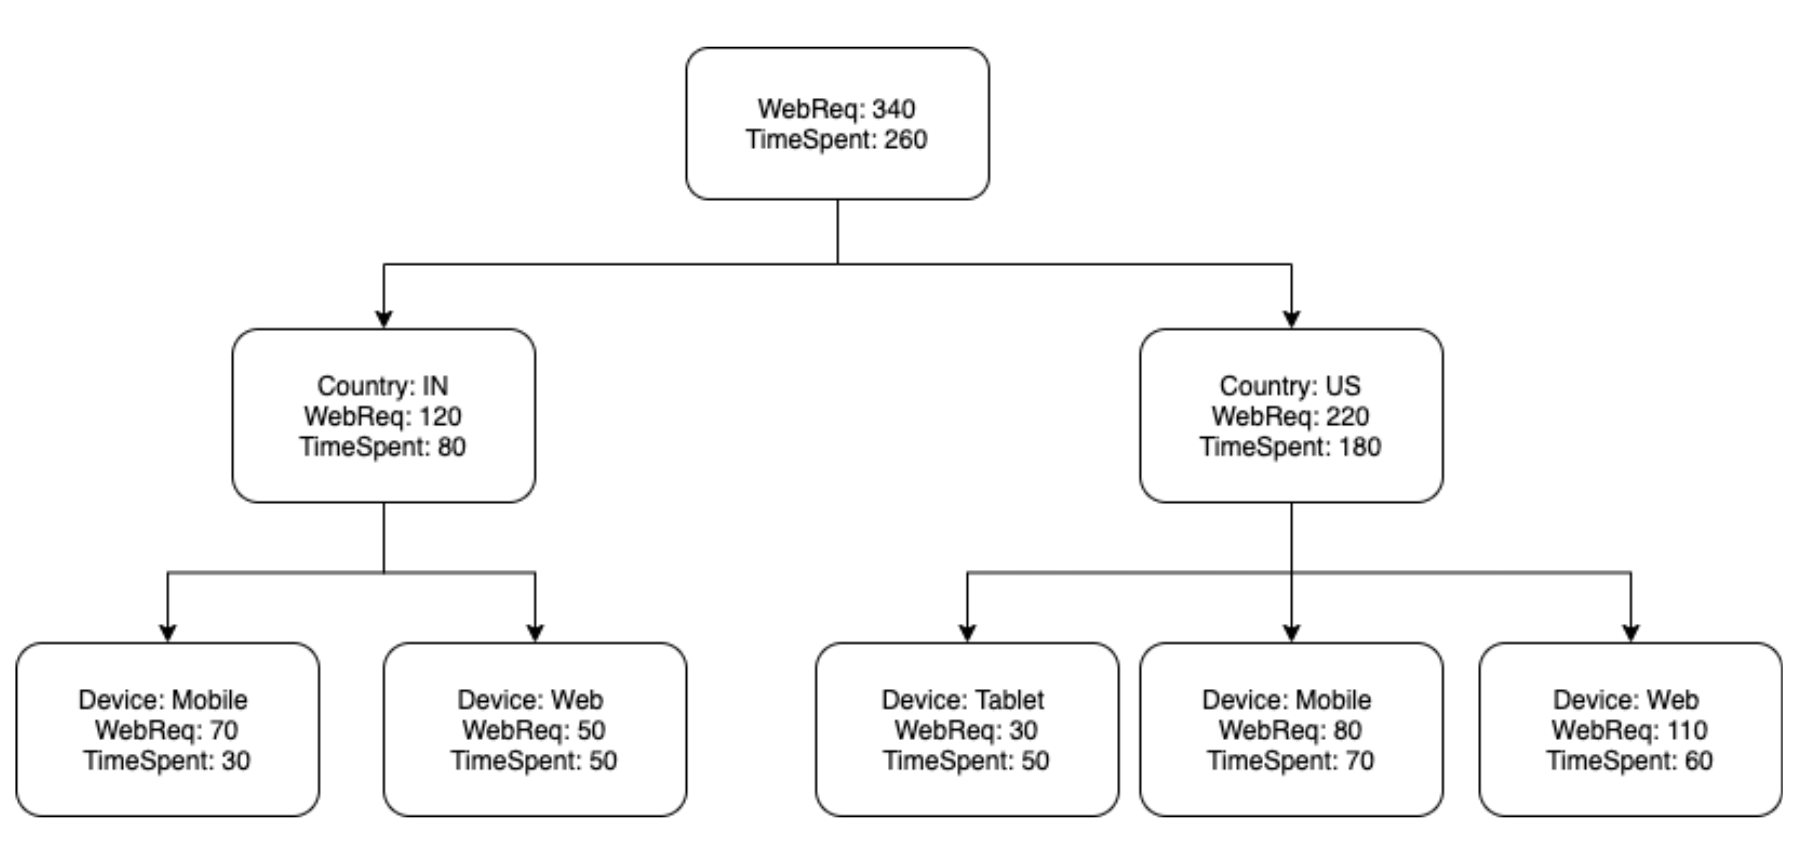 WebReq: 340
TimeSpent: 260
Country: IN
WebReq: 120
TimeSpent: 80
Country: US
WebReq: 220
TimeSpent: 180
Device: Mobile
WebReq: 70
TimeSpent: 30
Device: Web
WebReq: 50
TimeSpent: 50
Device: Tablet
WebReq: 30
TimeSpent: 50
Device: Mobile
WebReq: 80
TimeSpent: 70
Device: Web
WebReq: 110
TimeSpent: 60